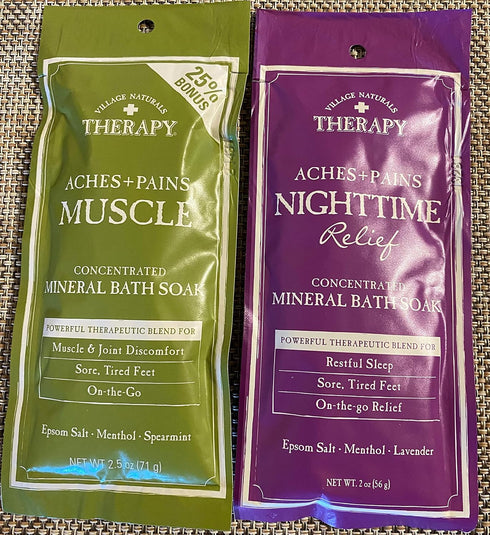 25%
BONUS
VILLAGE NATURALS
THERAPY
ACHES+PAINS
MUSCLE
CONCENTRATED
MINERAL BATH SOAK
POWERFUL THERAPEUTIC BLEND FOR
Muscle & Joint Discomfort
Sore, Tired Feet
On-the-Go
Epsom Salt · Menthol · Spearmint
NET WT. 2.5 oz (71 g)
VILLAGE NATURALS
THERAPY
ACHES+PAINS
NIGHTTIME
Relief
CONCENTRATED
MINERAL BATH SOAK
POWERFUL THERAPEUTIC BLEND FOR
Restful Sleep
Sore, Tired Feet
On-the-go Relief
Epsom Salt · Menthol · Lavender
NET WT. 2 oz (56 g)